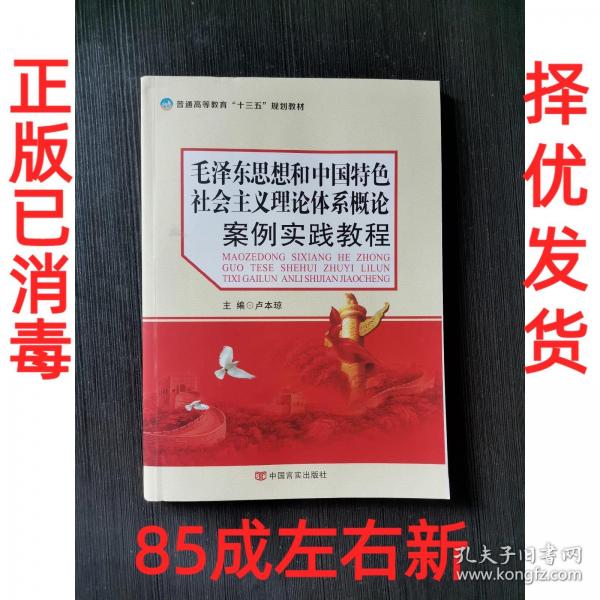 正版已消毒
择优发货
普通高等教育“十三五”规划教材
毛泽东思想和中国特色
社会主义理论体系概论
案例实践教程
MAOZEDONG SIXIANG HE ZHONG
GUO TESE SHEHUI ZHUYI LILUN
TIXI GAILUN ANLI SHIJIAN JIAOCHENG
主 编 卢本琼
中国言实出版社
85成左右新
孔夫子旧书网
www.kongfz.com